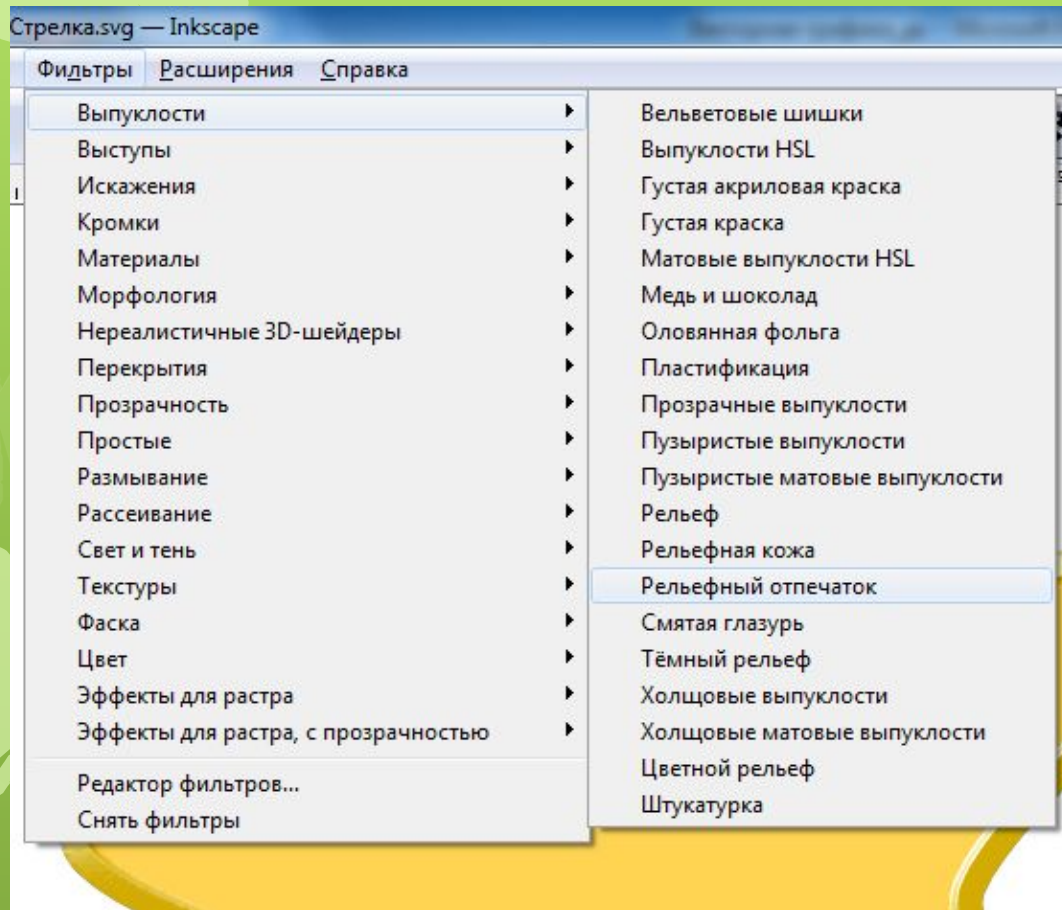 Стрелка.svg — Inkscape
Фильтры Расширения Справка
Выпуклости
Выступы
Искажения
Кромки
Материалы
Морфология
Нереалистичные 3D-шейдеры
Перекрытия
Прозрачность
Простые
Размывание
Рассеивание
Свет и тень
Текстуры
Фаска
Цвет
Эффекты для растра
Эффекты для растра, с прозрачностью
Редактор фильтров...
Снять фильтры
Вельветовые шишки
Выпуклости HSL
Густая акриловая краска
Густая краска
Матовые выпуклости HSL
Медь и шоколад
Оловянная фольга
Пластификация
Прозрачные выпуклости
Пузыристые выпуклости
Пузыристые матовые выпуклости
Рельеф
Рельефная кожа
Рельефный отпечаток
Смятая глазурь
Тёмный рельеф
Холщовые выпуклости
Холщовые матовые выпуклости
Цветной рельеф
Штукатурка